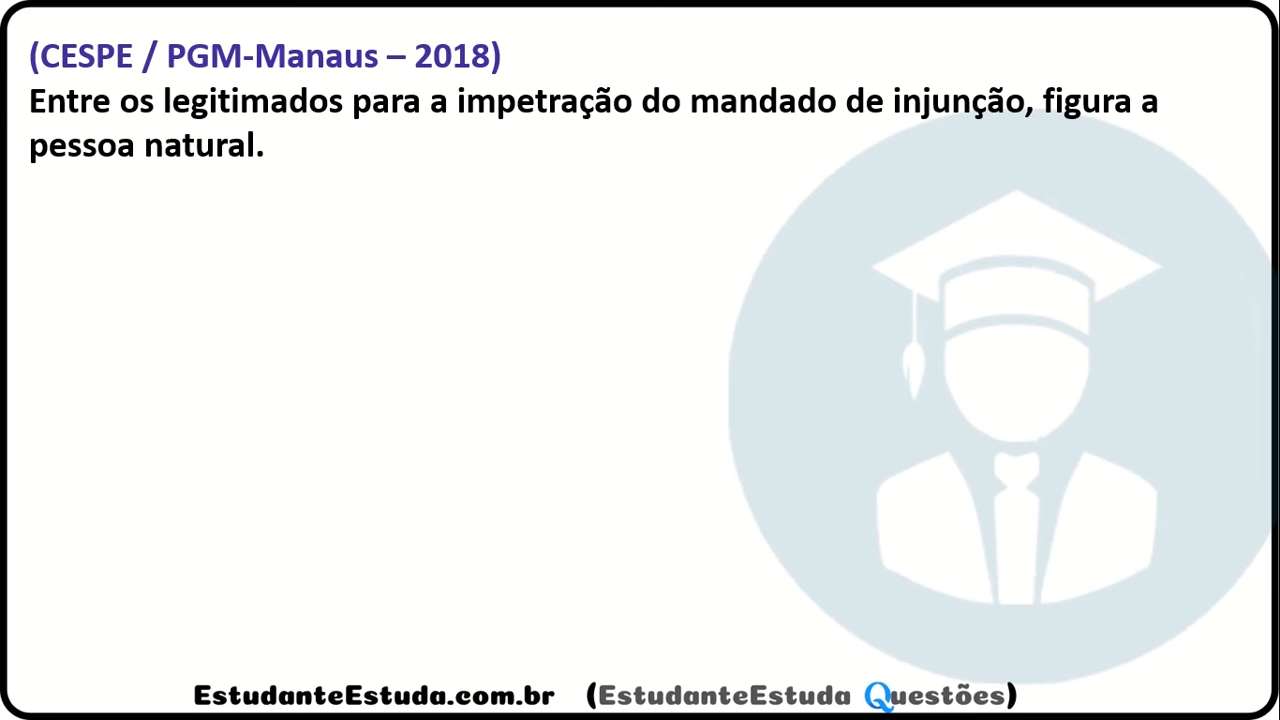 (CESPE / PGM-Manaus – 2018)
Entre os legitimados para a impetração do mandado de injunção, figura a
pessoa natural.
EstudanteEstuda.com.br (EstudanteEstuda Questões)